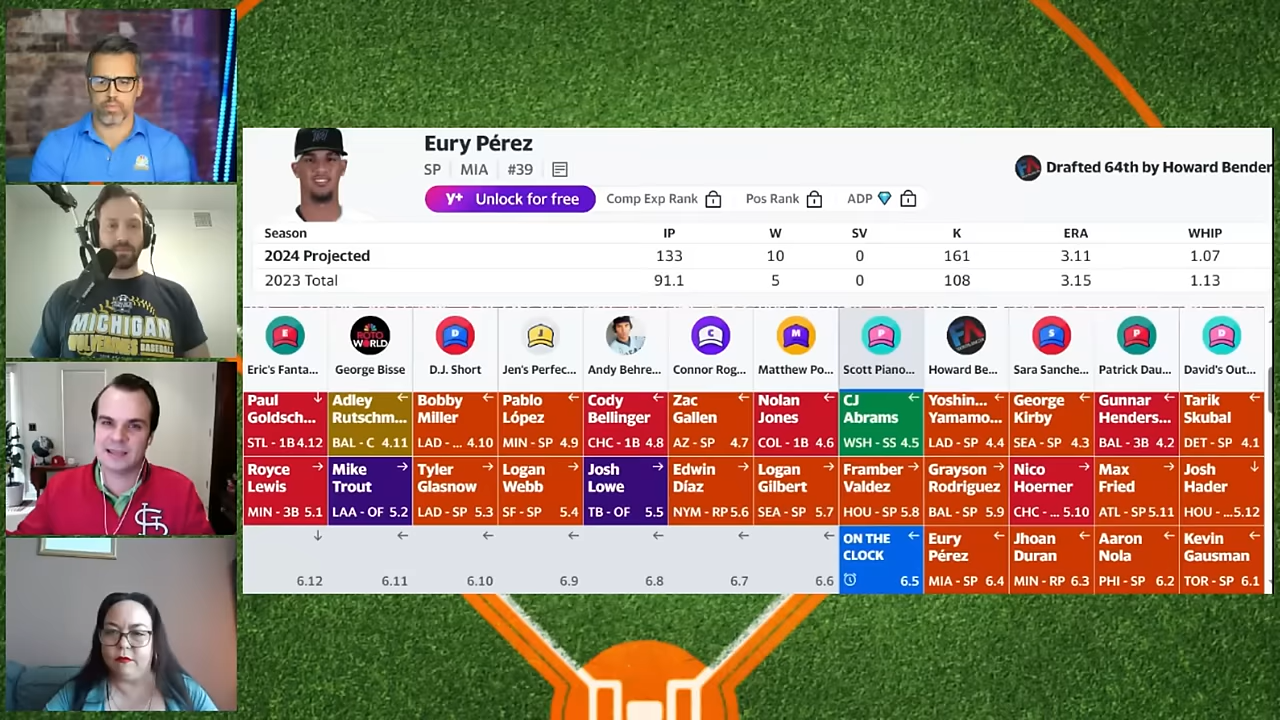 Eury Pérez
SP MIA #39
Drafted 64th by Howard Bender
y+ Unlock for free Comp Exp Rank Pos Rank ADP
Season IP W SV K ERA WHIP
2024 Projected 133 10 0 161 3.11 1.07
2023 Total 91.1 5 0 108 3.15 1.13
E ROTO WORLD D J C M P FA S P D
Eric's Fanta... George Bisse D.J. Short Jen's Perfec... Andy Behre... Connor Rog... Matthew Po... Scott Piano... Howard Be... Sara Sanche... Patrick Dau... David's Out...
Paul Adley Bobby Pablo Cody Zac Nolan CJ Yoshin... George Gunnar Tarik
Goldsch... Rutschm... Miller López Bellinger Gallen Jones Abrams Yamamo... Kirby Henders... Skubal
STL - 1B 4.12 BAL - C 4.11 LAD - ... 4.10 MIN - SP 4.9 CHC - 1B 4.8 AZ - SP 4.7 COL - 1B 4.6 WSH - SS 4.5 LAD - SP 4.4 SEA - SP 4.3 BAL - 3B 4.2 DET - SP 4.1
Royce Mike Tyler Logan Josh Edwin Logan Framber Grayson Nico Max Josh
Lewis Trout Glasnow Webb Lowe Díaz Gilbert Valdez Rodriguez Hoerner Fried Hader
MIN - 3B 5.1 LAA - OF 5.2 LAD - SP 5.3 SF - SP 5.4 TB - OF 5.5 NYM - RP 5.6 SEA - SP 5.7 HOU - SP 5.8 BAL - SP 5.9 CHC - ... 5.10 ATL - SP 5.11 HOU - ... 5.12
ON THE Eury Jhoan Aaron Kevin
CLOCK Pérez Duran Nola Gausman
6.12 6.11 6.10 6.9 6.8 6.7 6.6 6.5 MIA - SP 6.4 MIN - RP 6.3 PHI - SP 6.2 TOR - SP 6.1
MICHIGAN
WOLVERINES
BASEBALL